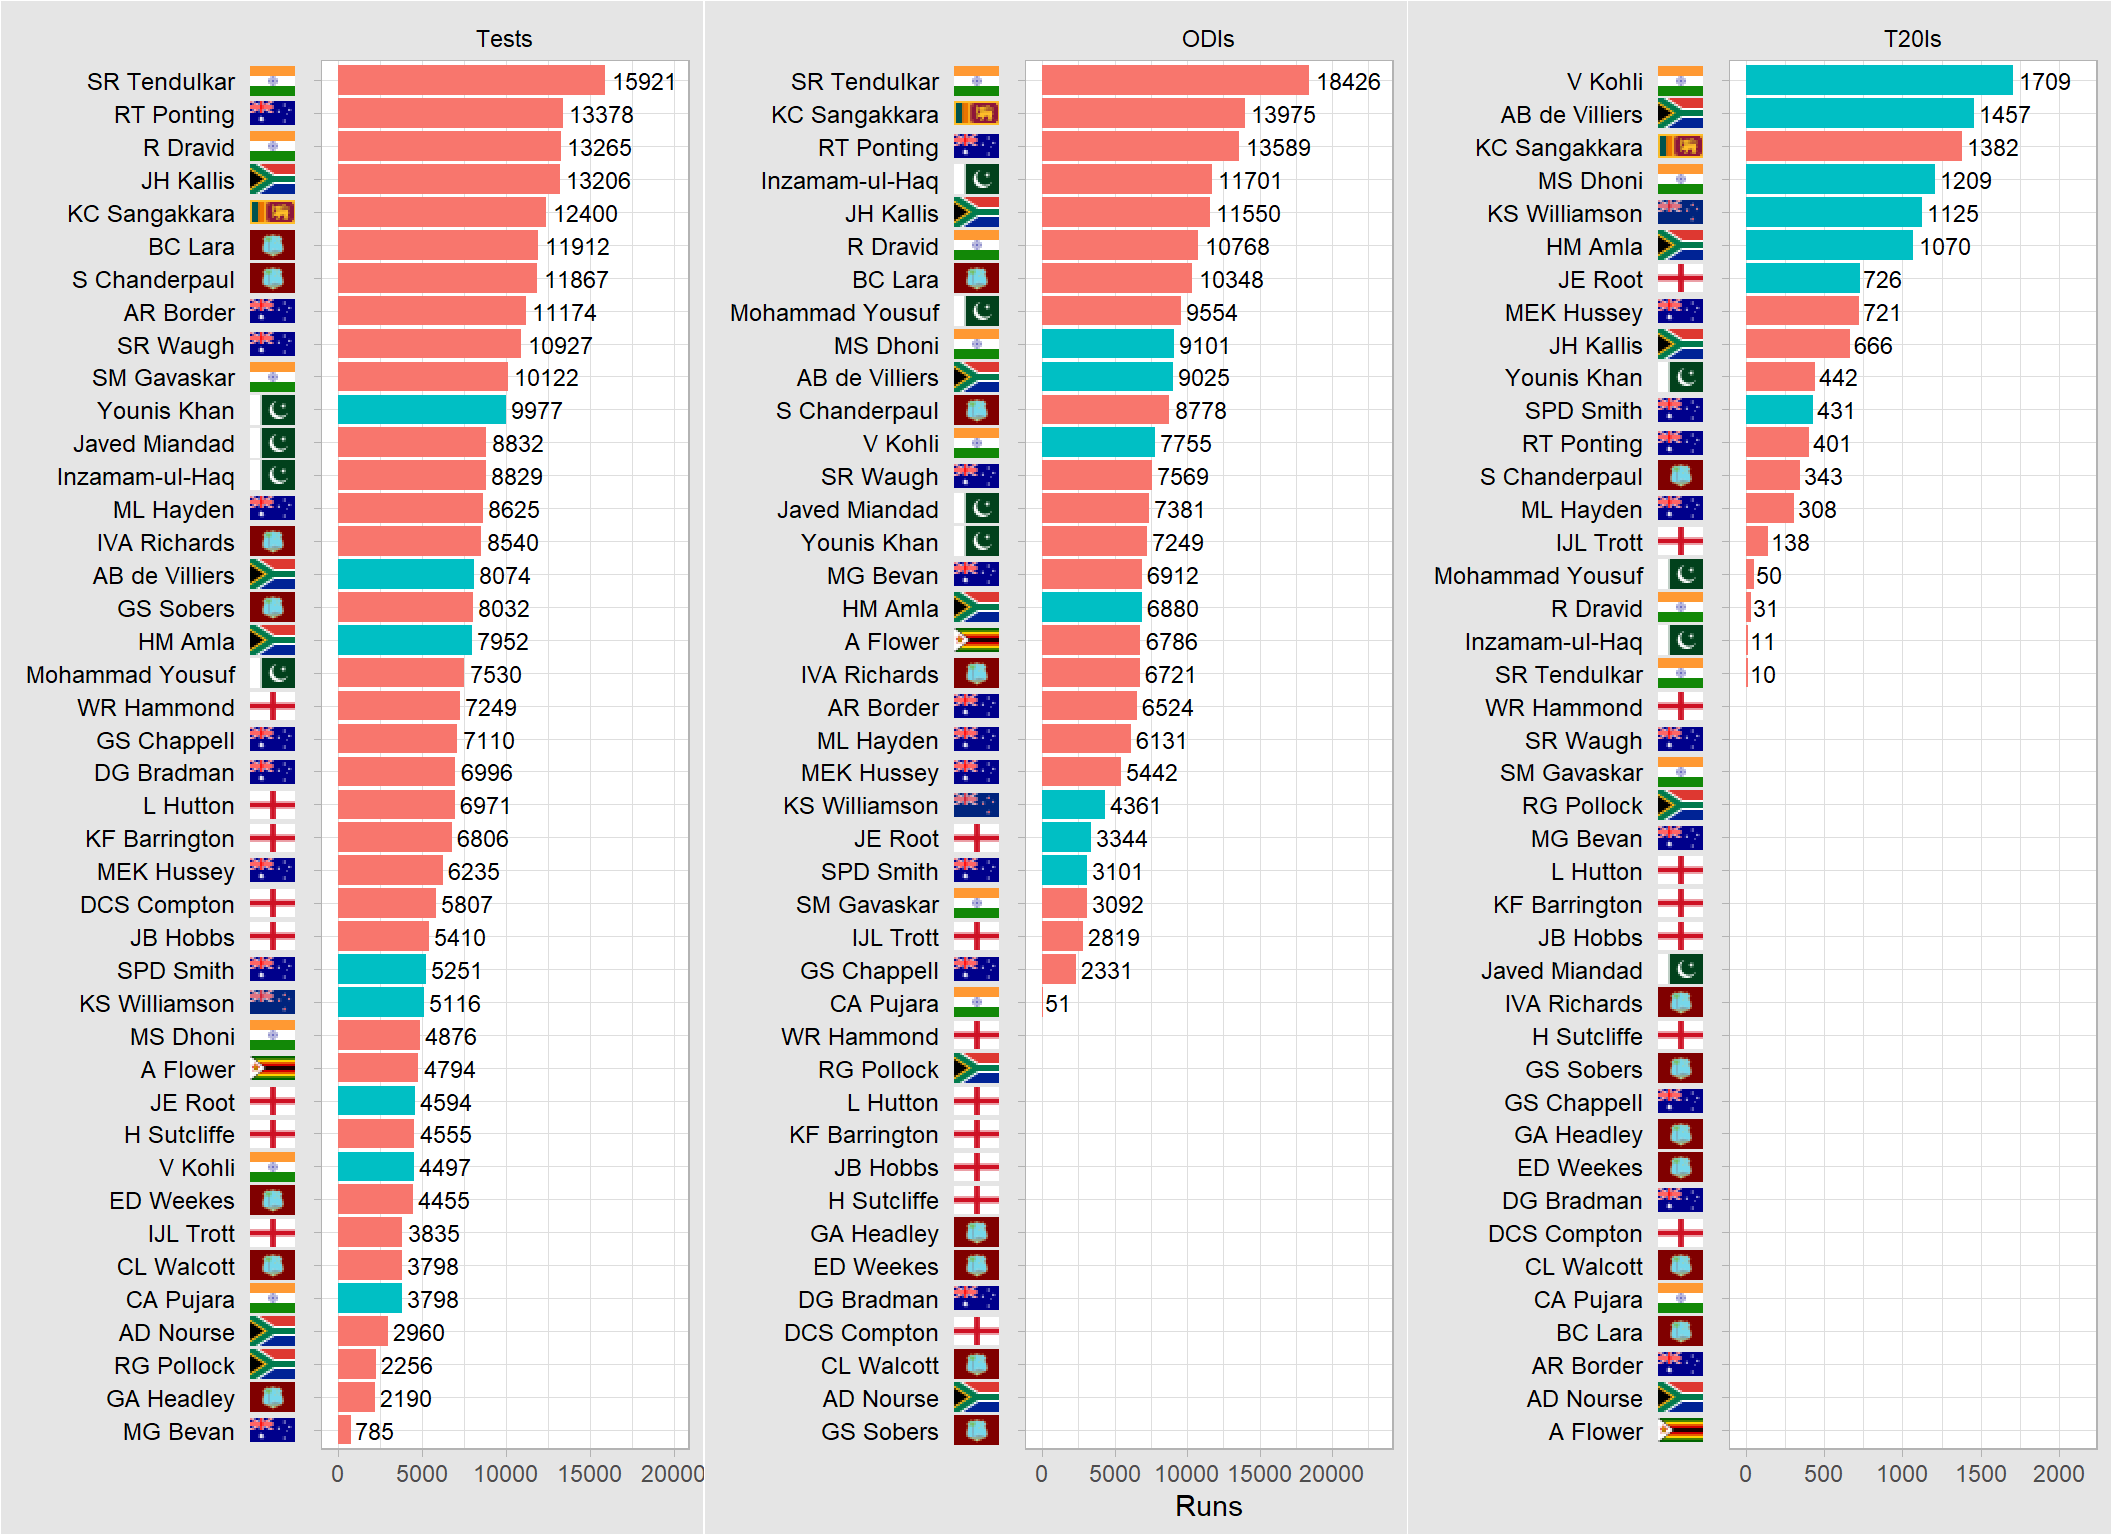 Tests
SR Tendulkar 15921
RT Ponting 13378
R Dravid 13265
JH Kallis 13206
KC Sangakkara 12400
BC Lara 11912
S Chanderpaul 11867
AR Border 11174
SR Waugh 10927
SM Gavaskar 10122
Younis Khan 9977
Javed Miandad 8832
Inzamam-ul-Haq 8829
ML Hayden 8625
IVA Richards 8540
AB de Villiers 8074
GS Sobers 8032
HM Amla 7952
Mohammad Yousuf 7530
WR Hammond 7249
GS Chappell 7110
DG Bradman 6996
L Hutton 6971
KF Barrington 6806
MEK Hussey 6235
DCS Compton 5807
JB Hobbs 5410
SPD Smith 5251
KS Williamson 5116
MS Dhoni 4876
A Flower 4794
JE Root 4594
H Sutcliffe 4555
V Kohli 4497
ED Weekes 4455
IJL Trott 3835
CL Walcott 3798
CA Pujara 3798
AD Nourse 2960
RG Pollock 2256
GA Headley 2190
MG Bevan 785
0 5000 10000 15000 20000
ODIs
SR Tendulkar 18426
KC Sangakkara 13975
RT Ponting 13589
Inzamam-ul-Haq 11701
JH Kallis 11550
R Dravid 10768
BC Lara 10348
Mohammad Yousuf 9554
MS Dhoni 9101
AB de Villiers 9025
S Chanderpaul 8778
V Kohli 7755
SR Waugh 7569
Javed Miandad 7381
Younis Khan 7249
MG Bevan 6912
HM Amla 6880
A Flower 6786
IVA Richards 6721
AR Border 6524
ML Hayden 6131
MEK Hussey 5442
KS Williamson 4361
JE Root 3344
SPD Smith 3101
SM Gavaskar 3092
IJL Trott 2819
GS Chappell 2331
CA Pujara 51
WR Hammond
RG Pollock
L Hutton
KF Barrington
JB Hobbs
H Sutcliffe
GA Headley
ED Weekes
DG Bradman
DCS Compton
CL Walcott
AD Nourse
GS Sobers
0 5000 10000 15000 20000
Runs
T20Is
V Kohli 1709
AB de Villiers 1457
KC Sangakkara 1382
MS Dhoni 1209
KS Williamson 1125
HM Amla 1070
JE Root 726
MEK Hussey 721
JH Kallis 666
Younis Khan 442
SPD Smith 431
RT Ponting 401
S Chanderpaul 343
ML Hayden 308
IJL Trott 138
Mohammad Yousuf 50
R Dravid 31
Inzamam-ul-Haq 11
SR Tendulkar 10
WR Hammond
SR Waugh
SM Gavaskar
RG Pollock
MG Bevan
L Hutton
KF Barrington
JB Hobbs
Javed Miandad
IVA Richards
H Sutcliffe
GS Sobers
GS Chappell
GA Headley
ED Weekes
DG Bradman
DCS Compton
CL Walcott
CA Pujara
BC Lara
AR Border
AD Nourse
A Flower
0 500 1000 1500 2000